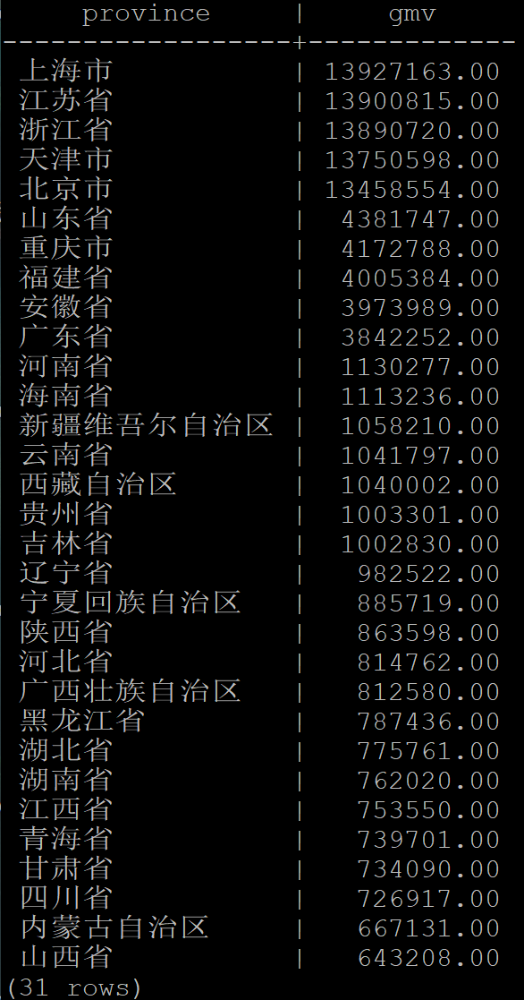 province | gmv
------------------+-------------
上海市 | 13927163.00
江苏省 | 13900815.00
浙江省 | 13890720.00
天津市 | 13750598.00
北京市 | 13458554.00
山东省 | 4381747.00
重庆市 | 4172788.00
福建省 | 4005384.00
安徽省 | 3973989.00
广东省 | 3842252.00
河南省 | 1130277.00
海南省 | 1113236.00
新疆维吾尔自治区 | 1058210.00
云南省 | 1041797.00
西藏自治区 | 1040002.00
贵州省 | 1003301.00
吉林省 | 1002830.00
辽宁省 | 982522.00
宁夏回族自治区 | 885719.00
陕西省 | 863598.00
河北省 | 814762.00
广西壮族自治区 | 812580.00
黑龙江省 | 787436.00
湖北省 | 775761.00
湖南省 | 762020.00
江西省 | 753550.00
青海省 | 739701.00
甘肃省 | 734090.00
四川省 | 726917.00
内蒙古自治区 | 667131.00
山西省 | 643208.00
(31 rows)